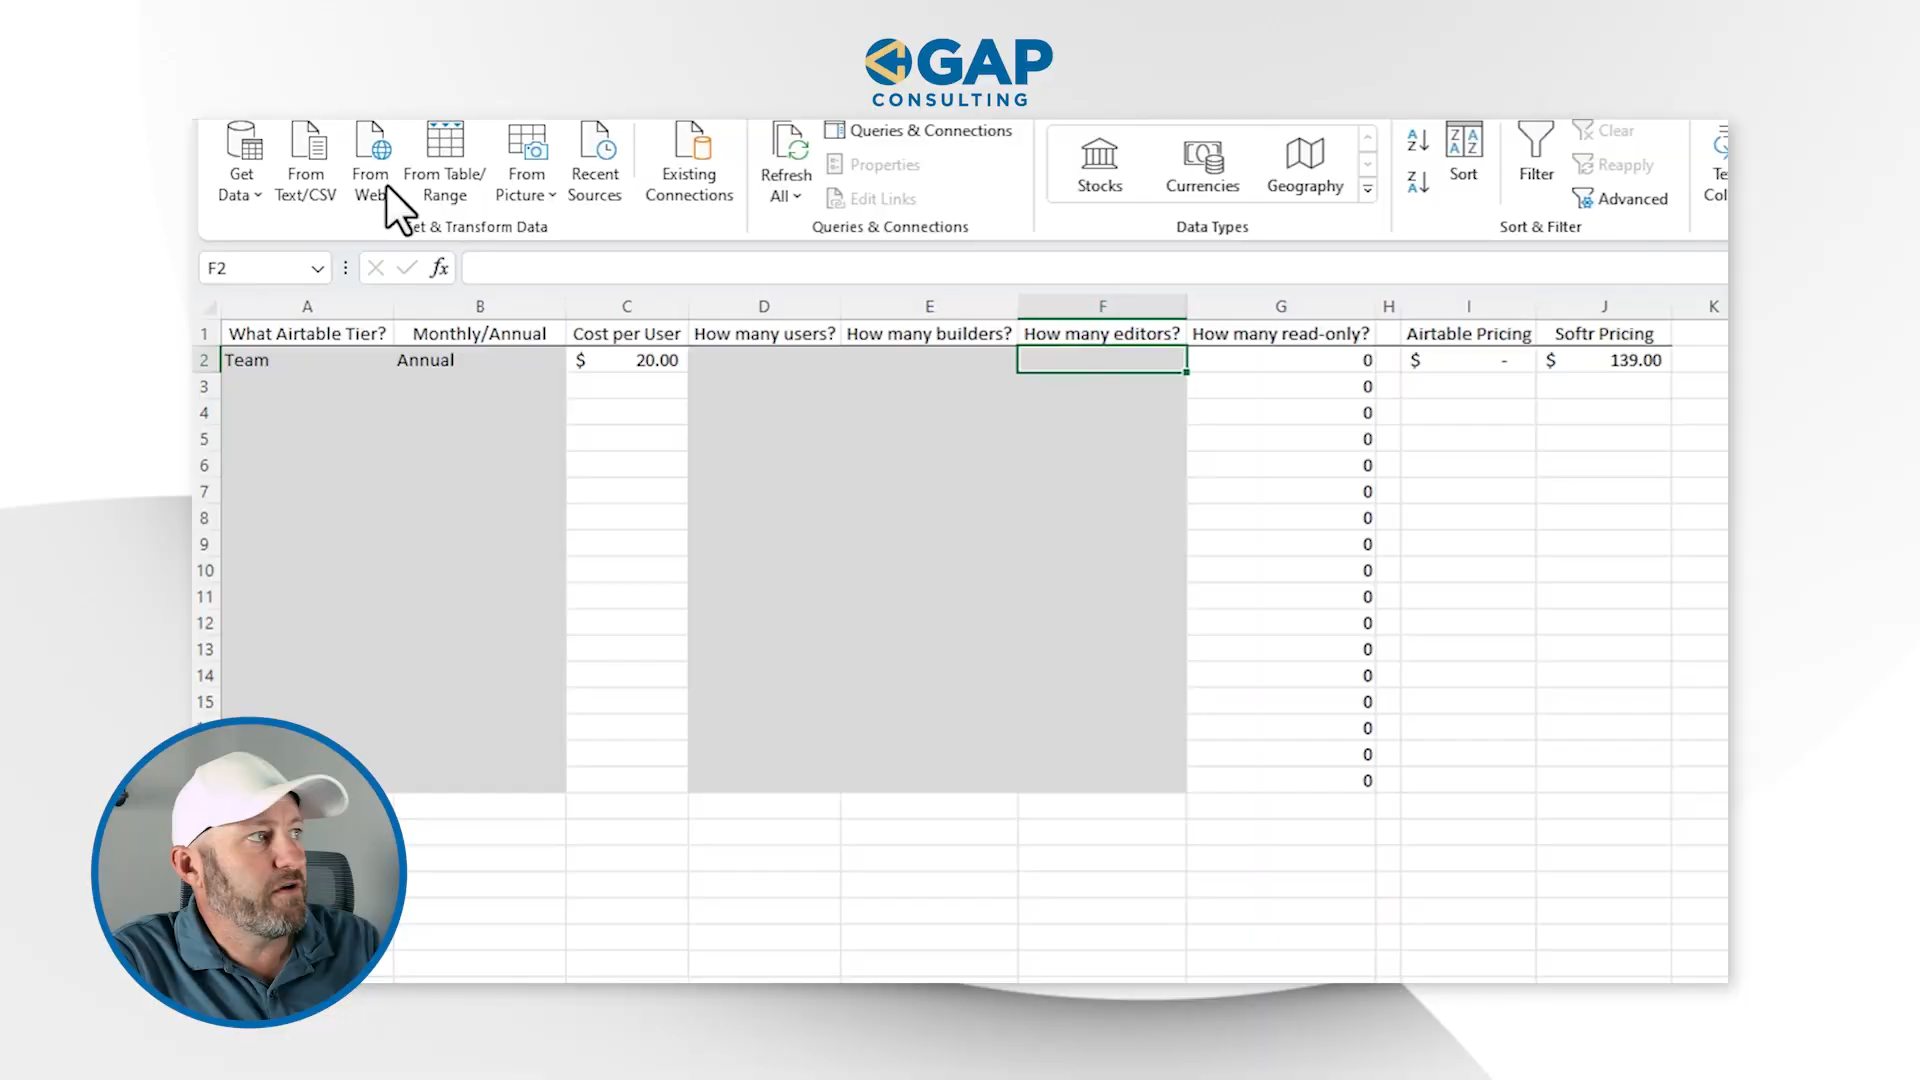 GAP
CONSULTING
Get Data
From Text/CSV
From Web
From Table/ Range
From Picture
Recent Sources
Existing Connections
Refresh All
Queries & Connections
Properties
Edit Links
Stocks
Currencies
Geography
Sort
Filter
Clear
Reapply
Advanced
et & Transform Data
Queries & Connections
Data Types
Sort & Filter
F2
fx
A B C D E F G H I J K
1 What Airtable Tier? Monthly/Annual Cost per User How many users? How many builders? How many editors? How many read-only? Airtable Pricing Softr Pricing
2 Team Annual $ 20.00 0 $ - $ 139.00
3 0
4 0
5 0
6 0
7 0
8 0
9 0
10 0
11 0
12 0
13 0
14 0
15 0
0
0
0